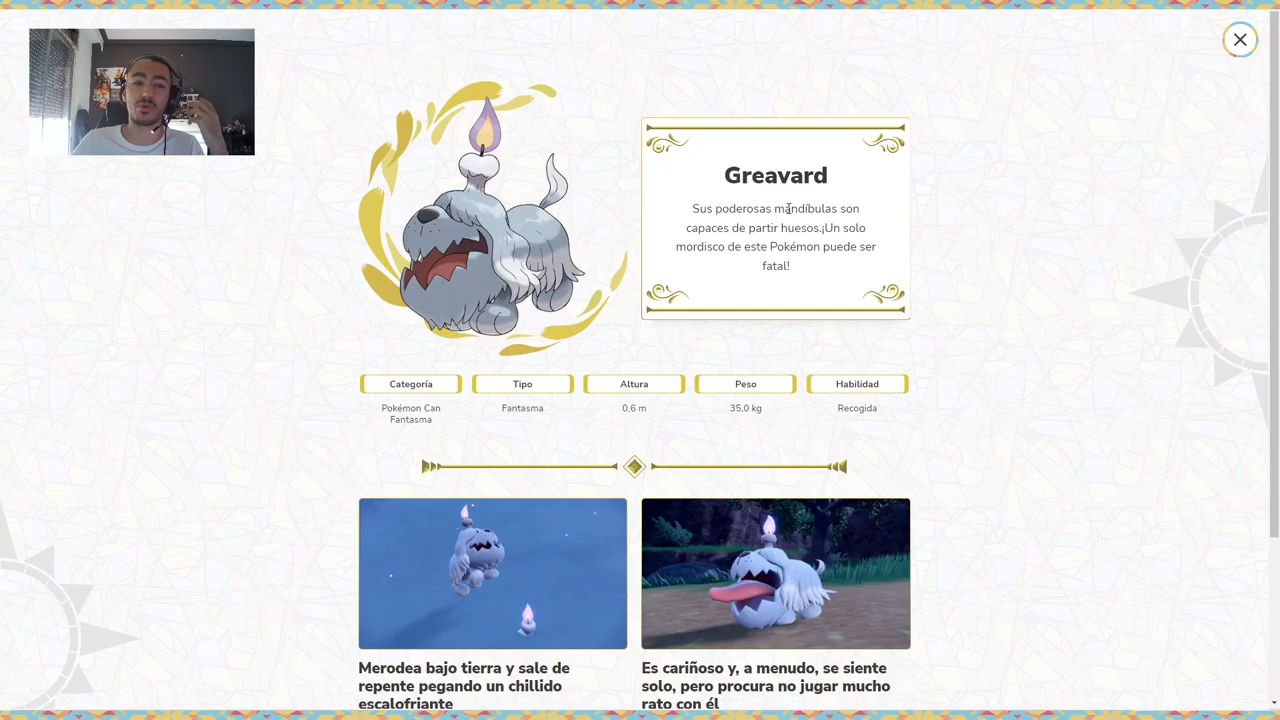 Greavard
Sus poderosas mandíbulas son
capaces de partir huesos.¡Un solo
mordisco de este Pokémon puede ser
fatal!
Categoría
Tipo
Altura
Peso
Habilidad
Pokémon Can
Fantasma
Fantasma
0,6 m
35,0 kg
Recogida
Merodea bajo tierra y sale de
repente pegando un chillido
escalofriante
Es cariñoso y, a menudo, se siente
solo, pero procura no jugar mucho
rato con él